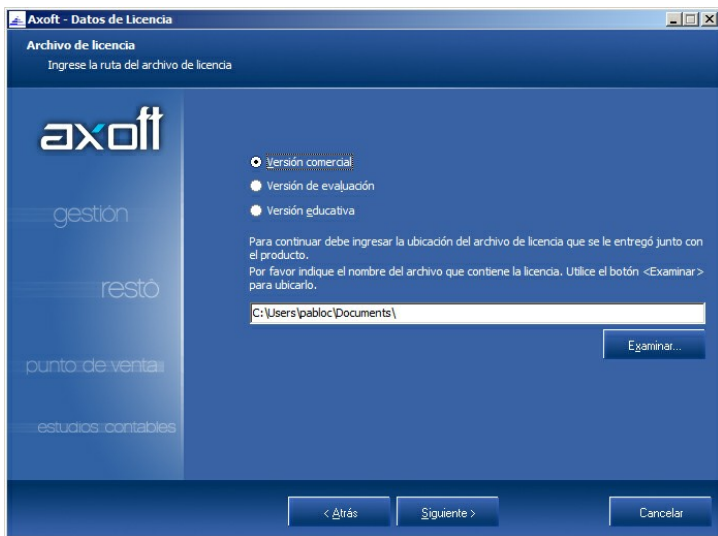 Axoft - Datos de Licencia
Archivo de licencia
Ingrese la ruta del archivo de licencia
axoft
gestión
restó
punto de venta
estudios contables
Versión comercial
Versión de evaluación
Versión educativa
Para continuar debe ingresar la ubicación del archivo de licencia que se le entregó junto con
el producto.
Por favor indique el nombre del archivo que contiene la licencia. Utilice el botón <Examinar>
para ubicarlo.
C:\Users\pabloc\Documents\
Examinar...
< Atrás
Siguiente >
Cancelar